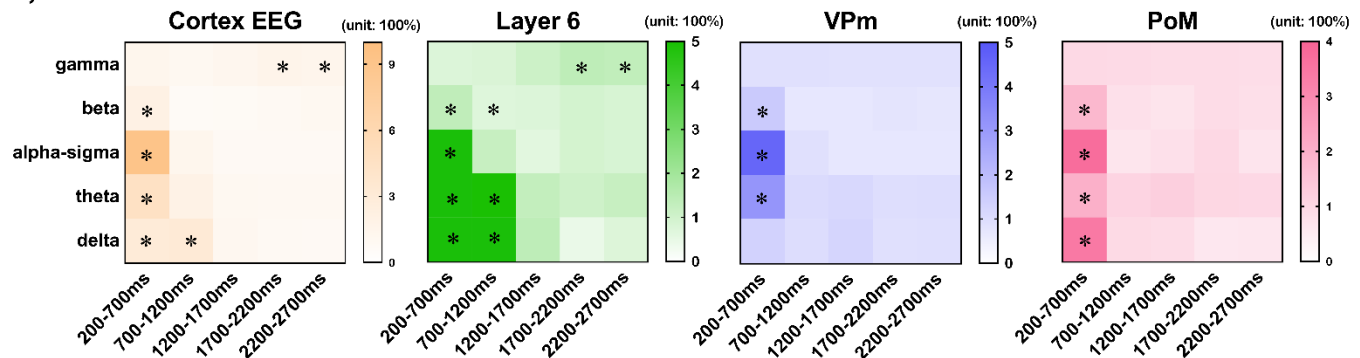 Cortex EEG (unit: 100%) Layer 6 (unit: 100%) VPm (unit: 100%) PoM (unit: 100%)
gamma * * * *
beta * * * * *
alpha-sigma * * * *
theta * * * * *
delta * * * * *
9
6
3
0
5
4
3
2
1
0
5
4
3
2
1
0
4
3
2
1
0
200-700ms 700-1200ms 1200-1700ms 1700-2200ms 2200-2700ms
200-700ms 700-1200ms 1200-1700ms 1700-2200ms 2200-2700ms
200-700ms 700-1200ms 1200-1700ms 1700-2200ms 2200-2700ms
200-700ms 700-1200ms 1200-1700ms 1700-2200ms 2200-2700ms